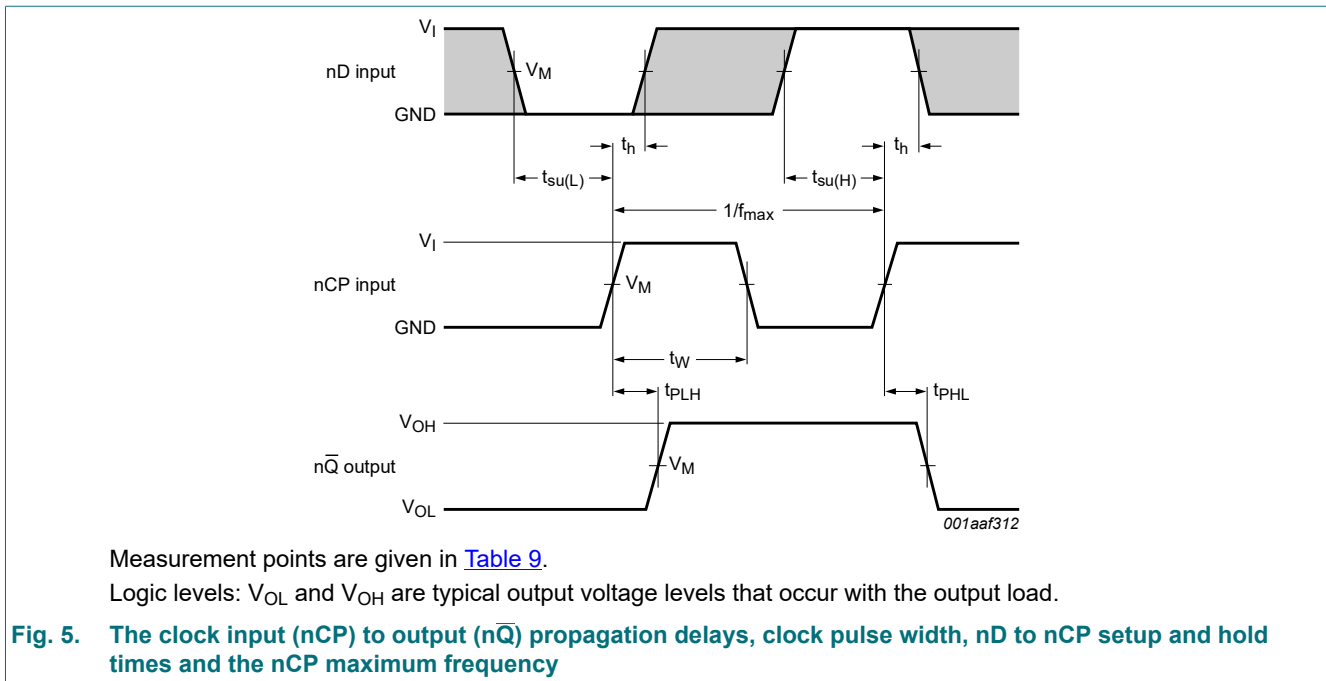 VI
nD input
VM
GND
th
th
tsu(L)
tsu(H)
1/fmax
VI
nCP input
VM
GND
tW
tPLH
tPHL
VOH
nQ̅ output
VM
VOL
001aaf312
Measurement points are given in Table 9.
Logic levels: VOL and VOH are typical output voltage levels that occur with the output load.
Fig. 5. The clock input (nCP) to output (nQ̅) propagation delays, clock pulse width, nD to nCP setup and hold
times and the nCP maximum frequency